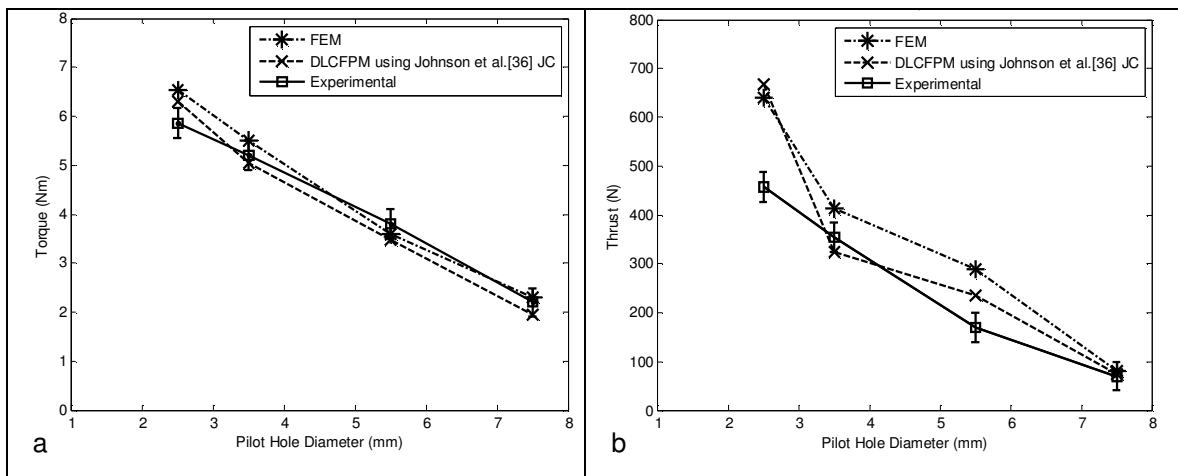 8
7
6
5
4
3
2
1
0
Torque (Nm)
FEM
DLCFPM using Johnson et al.[36] JC
Experimental
1 2 3 4 5 6 7 8
Pilot Hole Diameter (mm)
a
800
700
600
500
400
300
200
100
0
Thrust (N)
FEM
DLCFPM using Johnson et al.[36] JC
Experimental
1 2 3 4 5 6 7 8
Pilot Hole Diameter (mm)
b